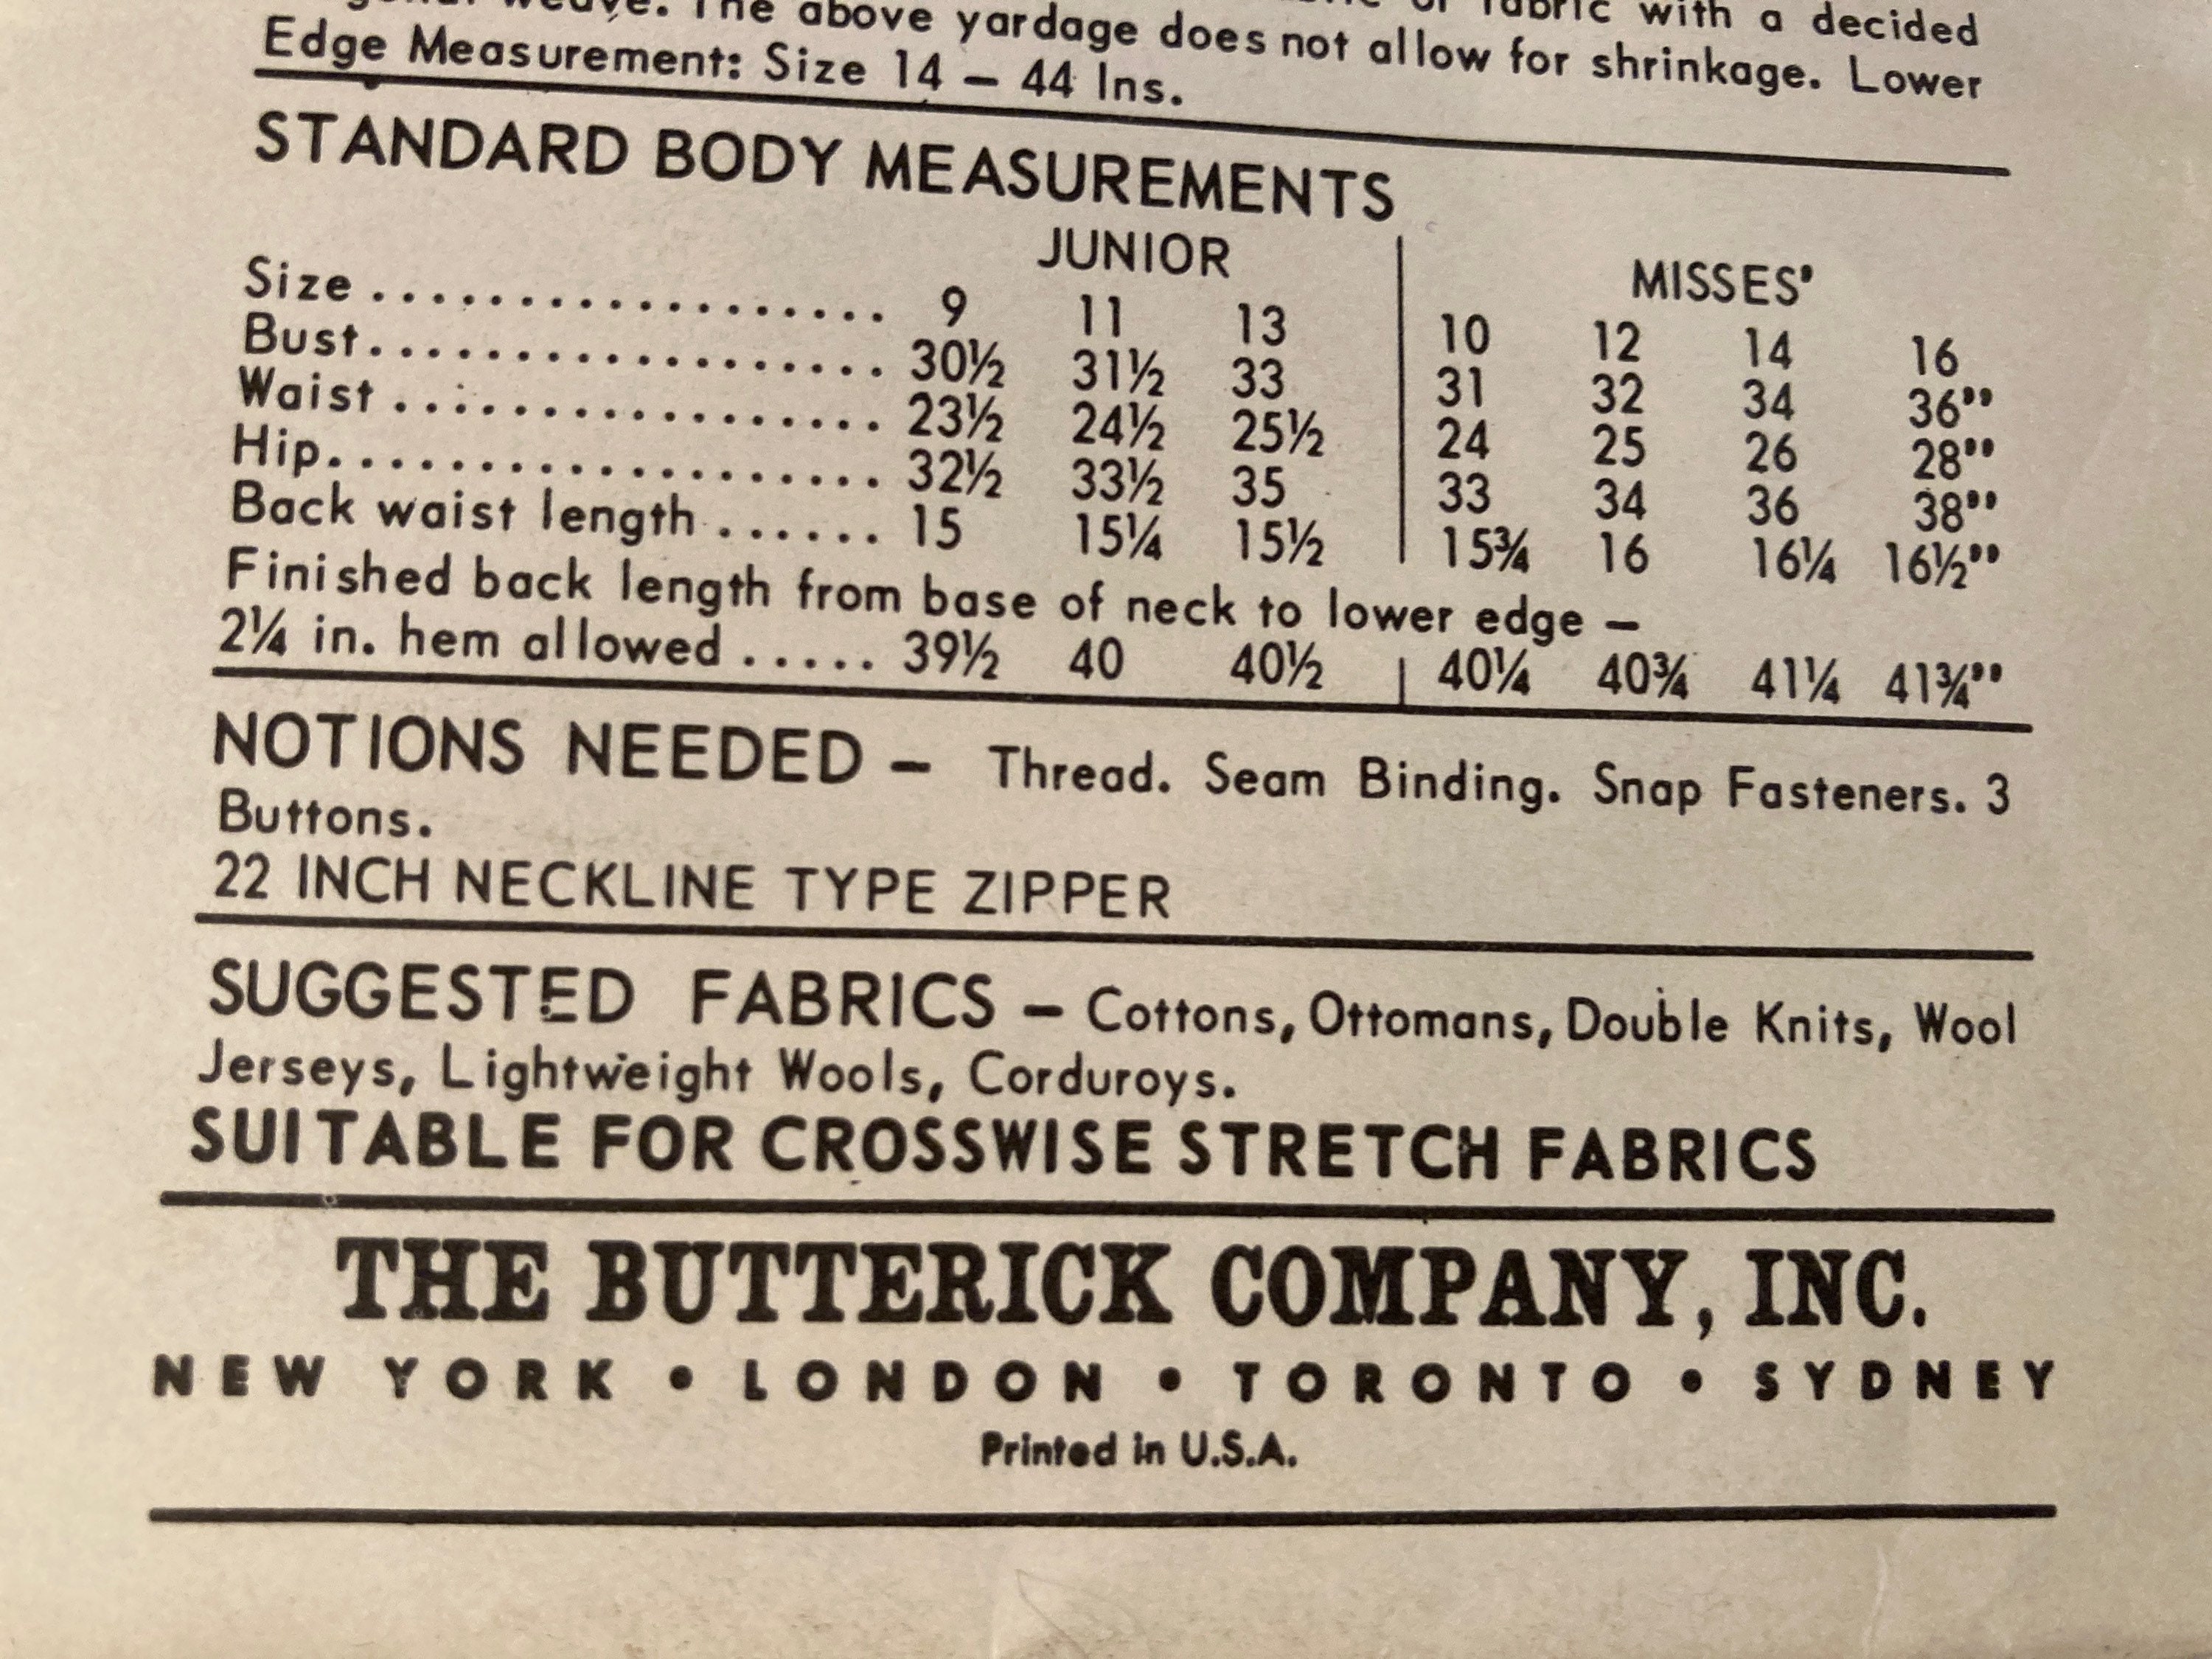 weave. The above yardage does not allow for shrinkage. Lower
fabric with a decided
Edge Measurement: Size 14 – 44 Ins.
STANDARD BODY MEASUREMENTS
JUNIOR MISSES'
Size .................. 9 11 13 10 12 14 16
Bust.................. 30½ 31½ 33 31 32 34 36"
Waist ................. 23½ 24½ 25½ 24 25 26 28"
Hip................... 32½ 33½ 35 33 34 36 38"
Back waist length ...... 15 15¼ 15½ 15¾ 16 16¼ 16½"
Finished back length from base of neck to lower edge –
2¼ in. hem allowed ..... 39½ 40 40½ 40¼ 40¾ 41¼ 41¾"
NOTIONS NEEDED – Thread. Seam Binding. Snap Fasteners. 3
Buttons.
22 INCH NECKLINE TYPE ZIPPER
SUGGESTED FABRICS – Cottons, Ottomans, Double Knits, Wool
Jerseys, Lightweight Wools, Corduroys.
SUITABLE FOR CROSSWISE STRETCH FABRICS
THE BUTTERICK COMPANY, INC.
NEW YORK • LONDON • TORONTO • SYDNEY
Printed in U.S.A.